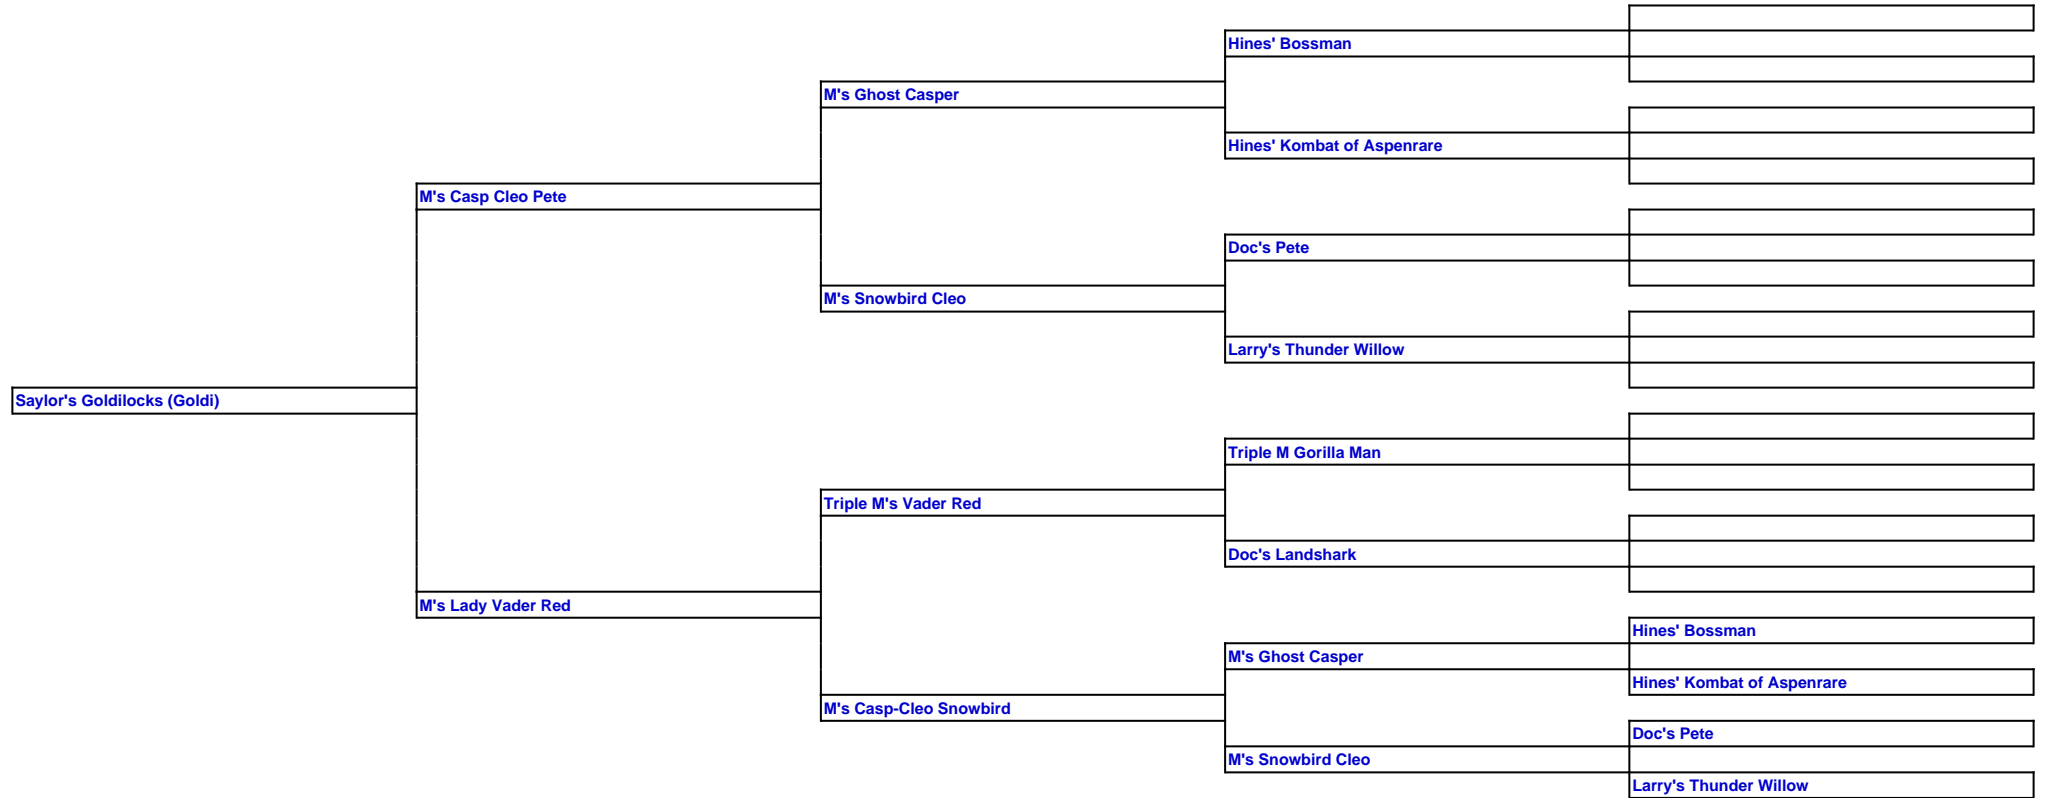 Hines' Bossman
M's Ghost Casper
Hines' Kombat of Aspenrare
M's Casp Cleo Pete
Doc's Pete
M's Snowbird Cleo
Larry's Thunder Willow
Saylor's Goldilocks (Goldi)
Triple M Gorilla Man
Triple M's Vader Red
Doc's Landshark
M's Lady Vader Red
Hines' Bossman
M's Ghost Casper
Hines' Kombat of Aspenrare
M's Casp-Cleo Snowbird
Doc's Pete
M's Snowbird Cleo
Larry's Thunder Willow